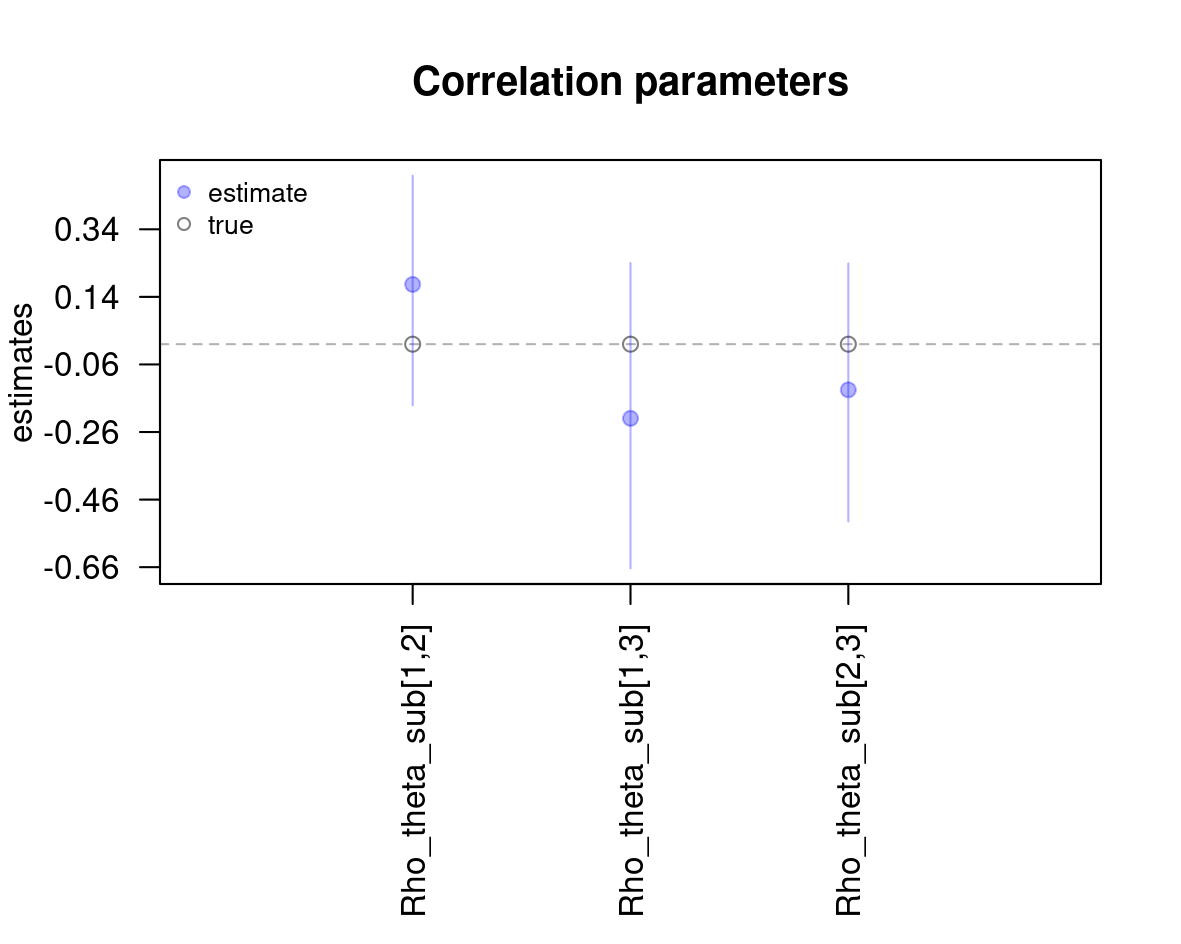 Correlation parameters
estimate
true
0.34
0.14
-0.06
-0.26
-0.46
-0.66
estimates
Rho_theta_sub[1,2]
Rho_theta_sub[1,3]
Rho_theta_sub[2,3]